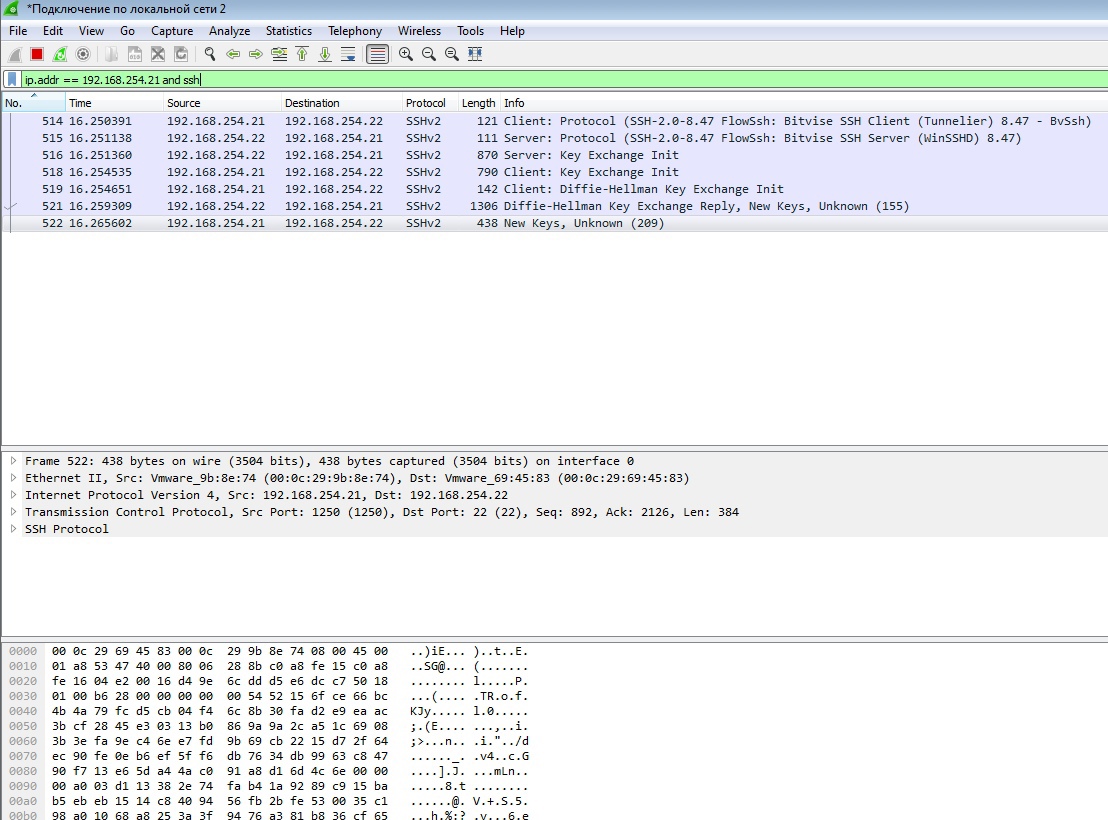 *Подключение по локальной сети 2
File Edit View Go Capture Analyze Statistics Telephony Wireless Tools Help
ip.addr == 192.168.254.21 and ssh
No. Time Source Destination Protocol Length Info
514 16.250391 192.168.254.21 192.168.254.22 SSHv2 121 Client: Protocol (SSH-2.0-8.47 FlowSsh: Bitvise SSH Client (Tunnelier) 8.47 - BvSsh)
515 16.251138 192.168.254.22 192.168.254.21 SSHv2 111 Server: Protocol (SSH-2.0-8.47 FlowSsh: Bitvise SSH Server (WinSSHD) 8.47)
516 16.251360 192.168.254.22 192.168.254.21 SSHv2 870 Server: Key Exchange Init
518 16.254535 192.168.254.21 192.168.254.22 SSHv2 790 Client: Key Exchange Init
519 16.254651 192.168.254.21 192.168.254.22 SSHv2 142 Client: Diffie-Hellman Key Exchange Init
521 16.259309 192.168.254.22 192.168.254.21 SSHv2 1306 Diffie-Hellman Key Exchange Reply, New Keys, Unknown (155)
522 16.265602 192.168.254.21 192.168.254.22 SSHv2 438 New Keys, Unknown (209)
Frame 522: 438 bytes on wire (3504 bits), 438 bytes captured (3504 bits) on interface 0
Ethernet II, Src: Vmware_9b:8e:74 (00:0c:29:9b:8e:74), Dst: Vmware_69:45:83 (00:0c:29:69:45:83)
Internet Protocol Version 4, Src: 192.168.254.21, Dst: 192.168.254.22
Transmission Control Protocol, Src Port: 1250 (1250), Dst Port: 22 (22), Seq: 892, Ack: 2126, Len: 384
SSH Protocol
0000 00 0c 29 69 45 83 00 0c 29 9b 8e 74 08 00 45 00 ..)iE... )..t..E.
0010 01 a8 53 47 40 00 80 06 28 8b c0 a8 fe 15 c0 a8 ..SG@... (.......
0020 fe 16 04 e2 00 16 d4 9e 6c dd d5 e6 dc c7 50 18 ........ l.....P.
0030 01 00 b6 28 00 00 00 00 00 54 52 15 6f ce 66 bc ...(.... .TR.o.f.
0040 4b 4a 79 fc d5 cb 04 f4 6c 8b 30 fa d2 e9 ea ac KJy..... l.0.....
0050 3b cf 28 45 e3 03 13 b0 86 9a 9a 2c a5 1c 69 08 ;.(E.... ...,..i.
0060 3b 3e fa 9e c4 6e e7 fd 9b 69 cb 22 15 d7 2f 64 ;>...n.. .i."../d
0070 ec 90 fe 0e b6 ef 5f f6 db 76 34 db 99 63 c8 47 ......_. .v4..c.G
0080 90 f7 13 e6 5d a4 4a c0 91 a8 d1 6d 4c 6e 00 00 ....].J. ...mLn..
0090 00 a0 03 d1 13 38 2e 74 fa b4 1a 92 89 c9 15 ba .....8.t ........
00a0 b5 eb eb 15 14 c8 40 94 56 fb 2b fe 53 00 35 c1 ......@. V.+.S.5.
00b0 98 a0 10 68 a8 25 3a 3f 94 76 a3 81 b8 36 cf 65 ...h.%:? .v...6.e